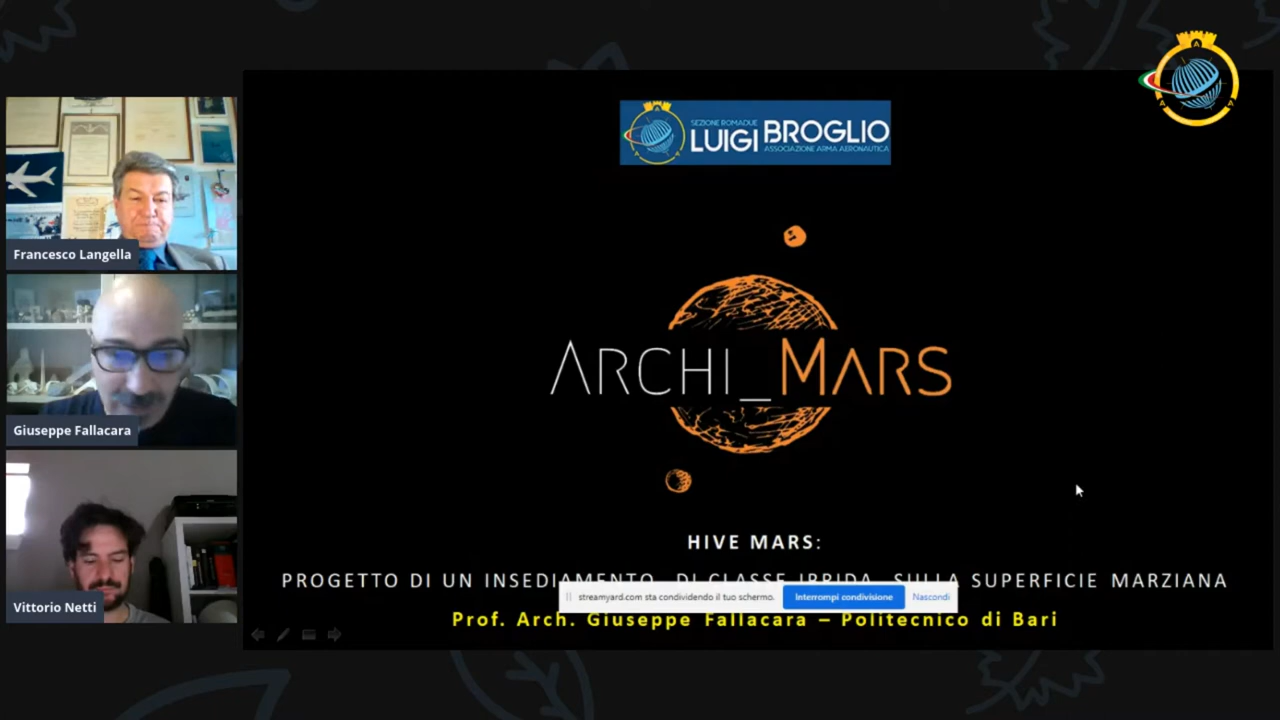 SEZIONE ROMADUE
LUIGI BROGLIO
ASSOCIAZIONE ARMA AERONAUTICA
Francesco Langella
Giuseppe Fallacara
Vittorio Netti
ARCHI_MARS
HIVE MARS:
PROGETTO DI UN INSEDIAMENTO, DI CLASSE IBRIDA, SULLA SUPERFICIE MARZIANA
streamyard.com sta condividendo il tuo schermo.
Interrompi condivisione
Nascondi
Prof. Arch. Giuseppe Fallacara – Politecnico di Bari